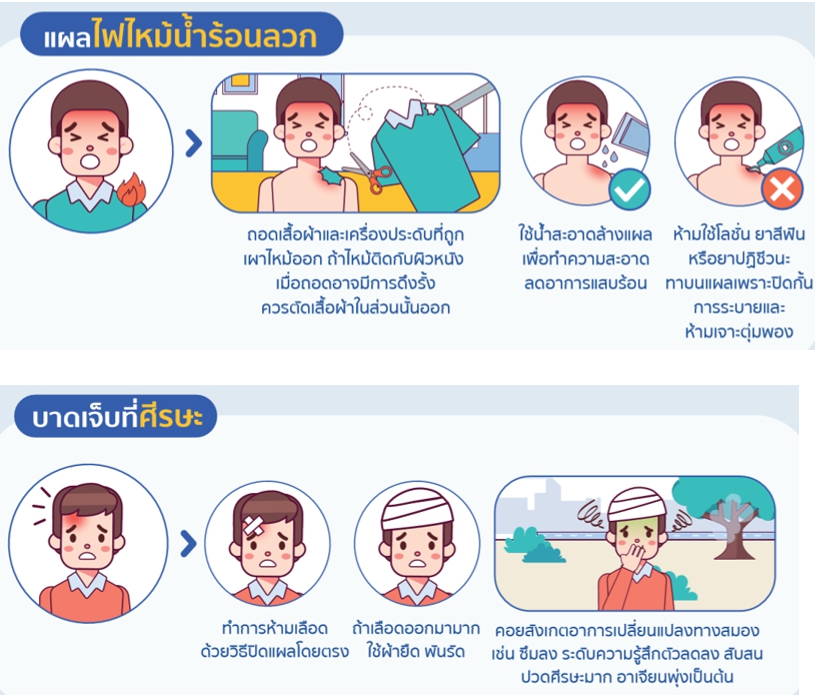 แผลไฟไหม้น้ำร้อนลวก
ถอดเสื้อผ้าและเครื่องประดับที่ถูก
เผาไหม้ออก ถ้าไหม้ติดกับผิวหนัง
เมื่อถอดอาจมีการดึงรั้ง
ควรตัดเสื้อผ้าในส่วนนั้นออก
ใช้น้ำสะอาดล้างแผล
เพื่อทำความสะอาด
ลดอาการแสบร้อน
ห้ามใช้โลชั่น ยาสีฟัน
หรือยาปฏิชีวนะ
ทาบนแผลเพราะปิดกั้น
การระบายและ
ห้ามเจาะตุ่มพอง
บาดเจ็บที่ศีรษะ
ทำการห้ามเลือด
ด้วยวิธีปิดแผลโดยตรง
ถ้าเลือดออกมามาก
ใช้ผ้ายืด พันรัด
คอยสังเกตอาการเปลี่ยนแปลงทางสมอง
เช่น ซึมลง ระดับความรู้สึกตัวลดลง สับสน
ปวดศีรษะมาก อาเจียนพุ่งเป็นต้น